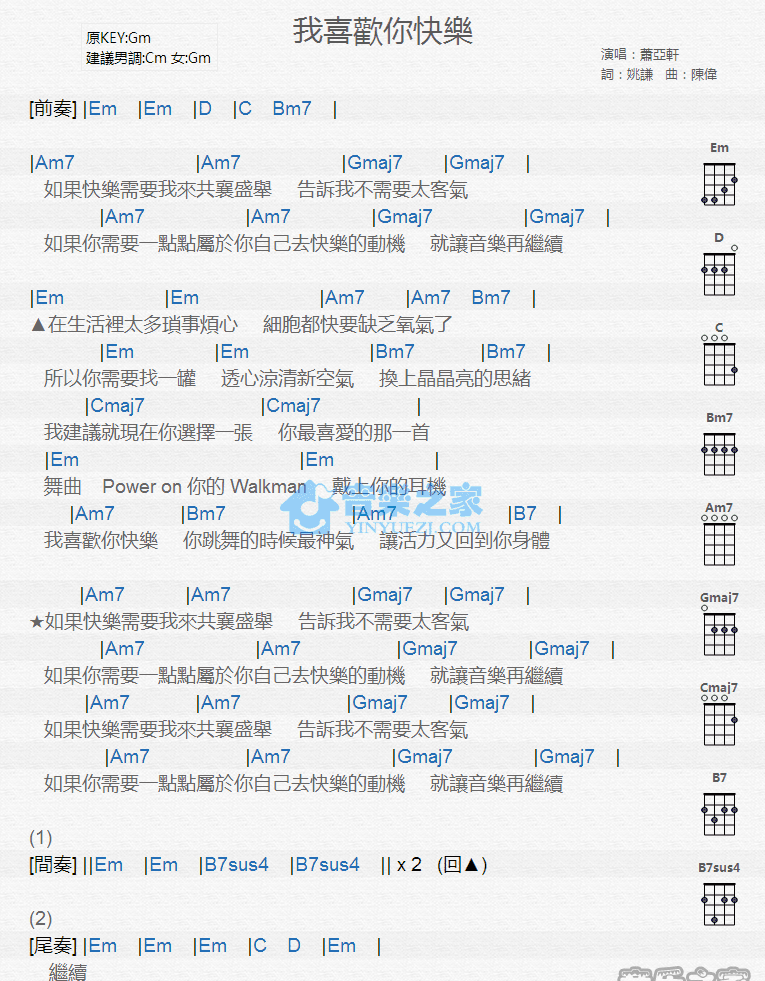 我喜歡你快樂
原KEY:Gm
建議男調:Cm 女:Gm
演唱：蕭亞軒
詞：姚謙　曲：陳偉
[前奏] |Em |Em |D |C Bm7 |
|Am7 |Am7 |Gmaj7 |Gmaj7 |
如果快樂需要我來共襄盛舉 告訴我不需要太客氣
|Am7 |Am7 |Gmaj7 |Gmaj7 |
如果你需要一點點屬於你自己去快樂的動機 就讓音樂再繼續
|Em |Em |Am7 |Am7 Bm7 |
▲在生活裡太多瑣事煩心 細胞都快要缺乏氧氣了
|Em |Em |Bm7 |Bm7 |
所以你需要找一罐 透心涼清新空氣 換上晶晶亮的思緒
|Cmaj7 |Cmaj7 |
我建議就現在你選擇一張 你最喜愛的那一首
|Em |Em |
舞曲 Power on 你的 Walkman 戴上你的耳機
|Am7 |Bm7 |Am7 |B7 |
我喜歡你快樂 你跳舞的時候最神氣 讓活力又回到你身體
|Am7 |Am7 |Gmaj7 |Gmaj7 |
★如果快樂需要我來共襄盛舉 告訴我不需要太客氣
|Am7 |Am7 |Gmaj7 |Gmaj7 |
如果你需要一點點屬於你自己去快樂的動機 就讓音樂再繼續
|Am7 |Am7 |Gmaj7 |Gmaj7 |
如果快樂需要我來共襄盛舉 告訴我不需要太客氣
|Am7 |Am7 |Gmaj7 |Gmaj7 |
如果你需要一點點屬於你自己去快樂的動機 就讓音樂再繼續
(1)
[間奏] ||Em |Em |B7sus4 |B7sus4 || x 2 (回▲)
(2)
[尾奏] |Em |Em |Em |C D |Em |
繼續
Em
D
C
Bm7
Am7
Gmaj7
Cmaj7
B7
B7sus4
音樂之家
YINYUEZJ.COM
音乐之家